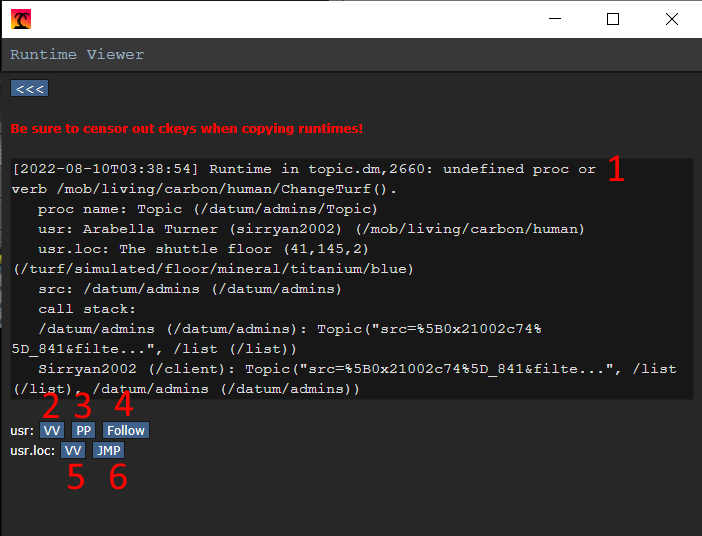 Runtime Viewer
<<<
Be sure to censor out ckeys when copying runtimes!
[2022-08-10T03:38:54] Runtime in topic.dm,2660: undefined proc or 1
verb /mob/living/carbon/human/ChangeTurf().
proc name: Topic (/datum/admins/Topic)
usr: Arabella Turner (sirryan2002) (/mob/living/carbon/human)
usr.loc: The shuttle floor (41,145,2)
(/turf/simulated/floor/mineral/titanium/blue)
src: /datum/admins (/datum/admins)
call stack:
/datum/admins (/datum/admins): Topic("src=%5B0x21002c74%
5D_841&filte...", /list (/list))
Sirryan2002 (/client): Topic("src=%5B0x21002c74%5D_841&filte...", /list
(/list), /datum/admins (/datum/admins))
2 3 4
usr: VV PP Follow
usr.loc: VV JMP
5 6